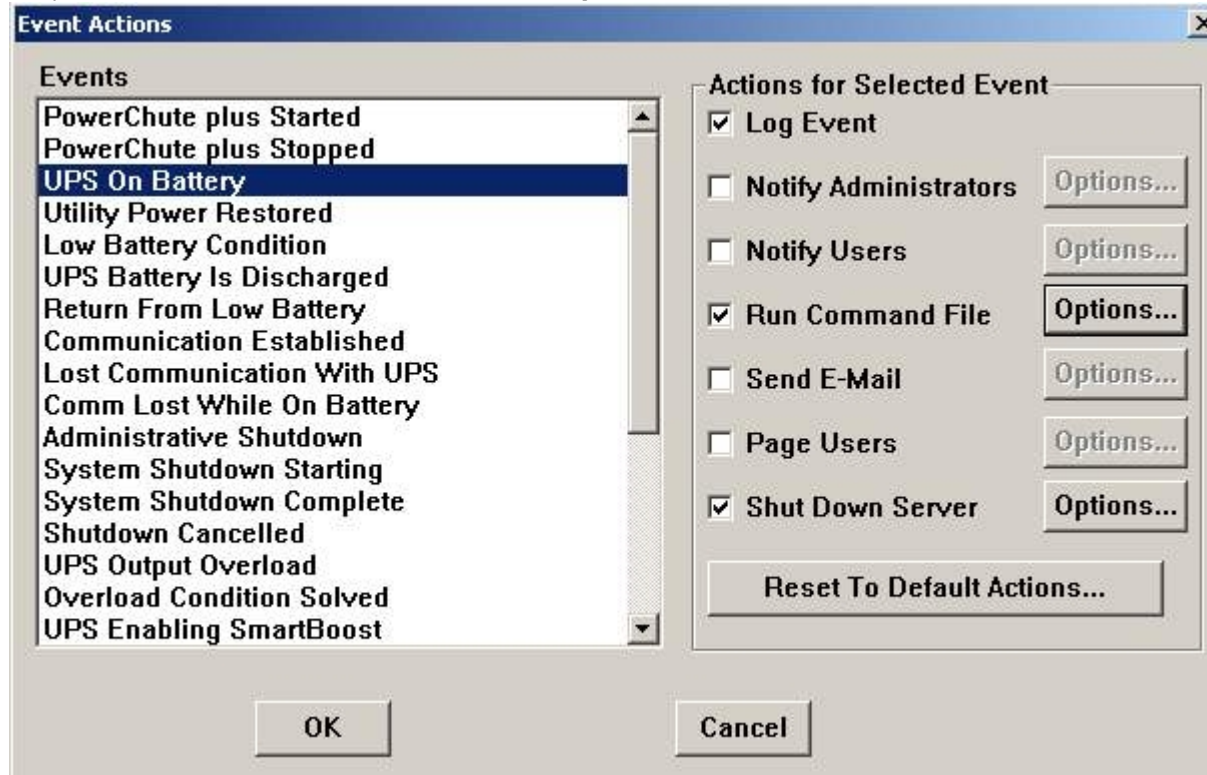 Event Actions
Events
PowerChute plus Started
PowerChute plus Stopped
UPS On Battery
Utility Power Restored
Low Battery Condition
UPS Battery Is Discharged
Return From Low Battery
Communication Established
Lost Communication With UPS
Comm Lost While On Battery
Administrative Shutdown
System Shutdown Starting
System Shutdown Complete
Shutdown Cancelled
UPS Output Overload
Overload Condition Solved
UPS Enabling SmartBoost
Actions for Selected Event
Log Event
Notify Administrators Options...
Notify Users Options...
Run Command File Options...
Send E-Mail Options...
Page Users Options...
Shut Down Server Options...
Reset To Default Actions...
OK Cancel